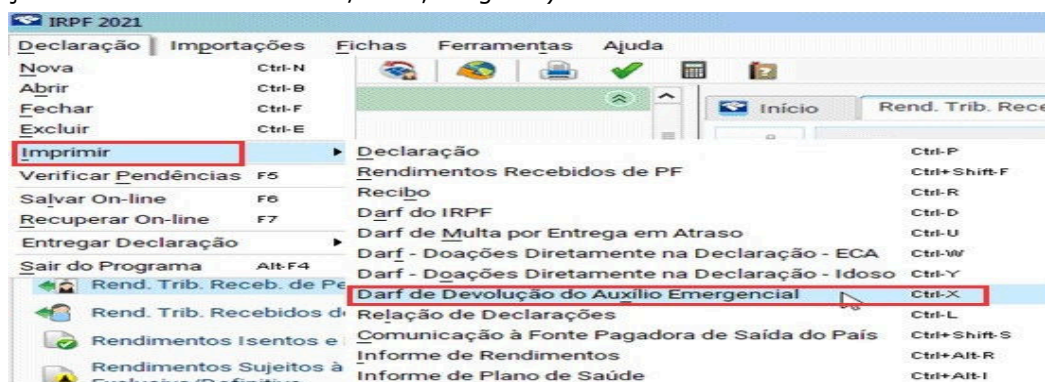 IRPF 2021
Declaração Importações Fichas Ferramentas Ajuda
Nova Ctrl-N
Abrir Ctrl-B
Fechar Ctrl-F
Excluir Ctrl-E
Início Rend. Trib. Rece
Imprimir
Verificar Pendências F5
Salvar On-line F6
Recuperar On-line F7
Entregar Declaração
Sair do Programa Alt-F4
Rend. Trib. Receb. de Pe
Rend. Trib. Recebidos d
Rendimentos Isentos e
Rendimentos Sujeitos à
Declaração Ctrl-P
Rendimentos Recebidos de PF Ctrl+Shift-F
Recibo Ctrl-R
Darf do IRPF Ctrl-D
Darf de Multa por Entrega em Atraso Ctrl-U
Darf - Doações Diretamente na Declaração - ECA Ctrl-W
Darf - Doações Diretamente na Declaração - Idoso Ctrl-Y
Darf de Devolução do Auxílio Emergencial Ctrl-X
Relação de Declarações Ctrl-L
Comunicação à Fonte Pagadora de Saída do País Ctrl+Shift-S
Informe de Rendimentos Ctrl+Alt-R
Informe de Plano de Saúde Ctrl+Alt-I